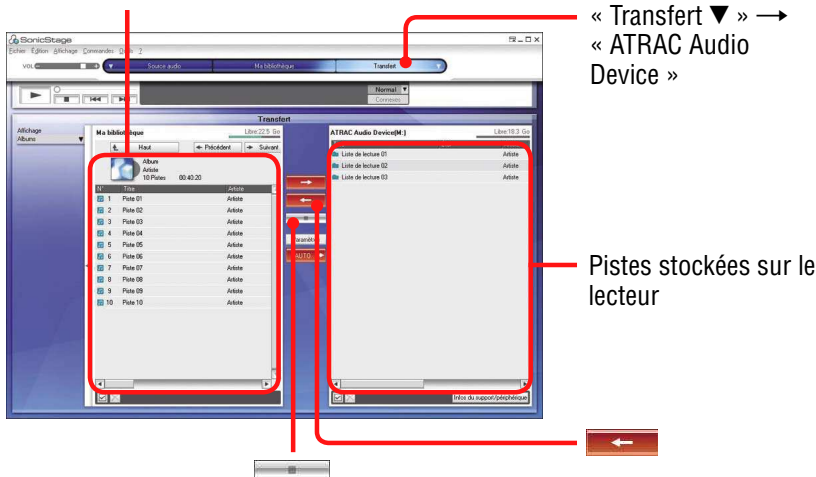 « Transfert ▼ » →
« ATRAC Audio
Device »
SonicStage
Fichier Edition Affichage Commandes Outils ?
VOL
Source audio
Ma bibliothèque
Transfert
Normal
Connexes
Transfert
Affichage
Albums
Ma bibliothèque
Libre:22.5 Go
Haut
Précédent
Suivant
Album
Artiste
10 Pistes 00:40:20
N° Titre Artiste
1 Piste 01 Artiste
2 Piste 02 Artiste
3 Piste 03 Artiste
4 Piste 04 Artiste
5 Piste 05 Artiste
6 Piste 06 Artiste
7 Piste 07 Artiste
8 Piste 08 Artiste
9 Piste 09 Artiste
10 Piste 10 Artiste
AUTO
ATRAC Audio Device(M:)
Libre:18.3 Go
Liste de lecture 01 Artiste
Liste de lecture 02 Artiste
Liste de lecture 03 Artiste
Infos du support/périphérique
Pistes stockées sur le
lecteur